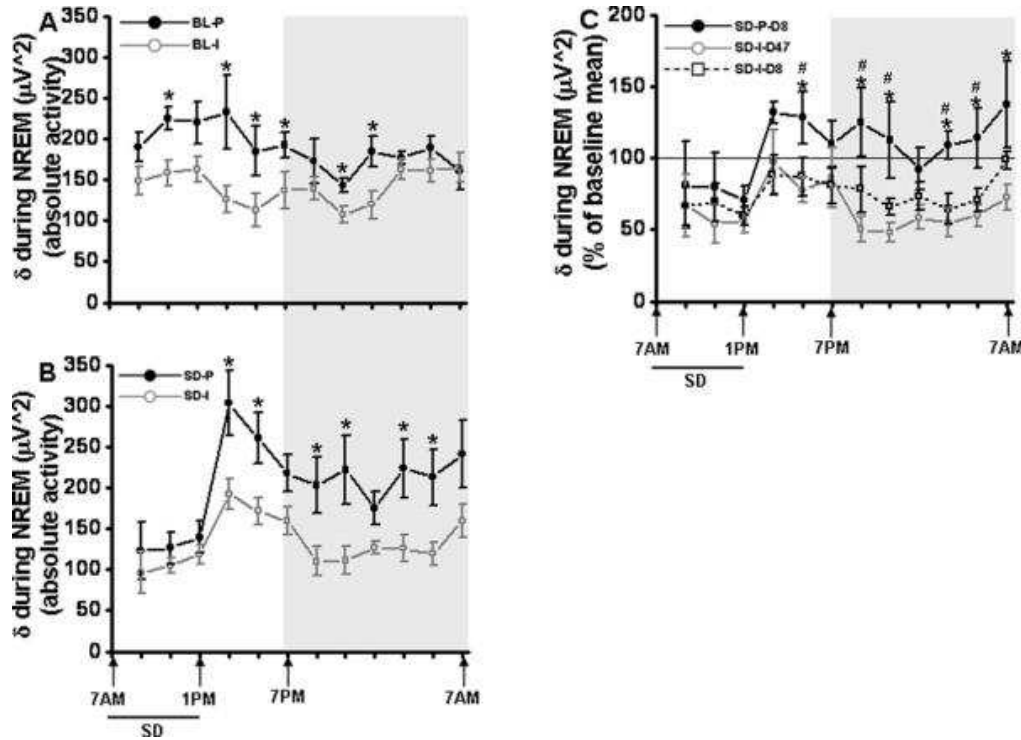 A
BL-P
BL-I
δ during NREM (μV^2)
(absolute activity)
350
300
250
200
150
100
50
0
*
*
*
*
*
*
B
SD-P
SD-I
δ during NREM (μV^2)
(absolute activity)
350
300
250
200
150
100
50
0
*
*
*
*
*
*
7AM
1PM
7PM
7AM
SD
C
SD-P-D8
SD-I-D47
SD-I-D8
δ during NREM (μV^2)
(% of baseline mean)
200
150
100
50
0
#
*
#
*
#
*
#
*
#
*
*
7AM
1PM
7PM
7AM
SD